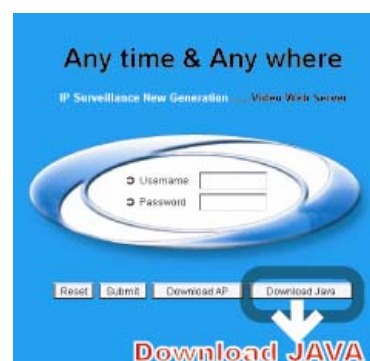 Any time & Any where
IP Surveillance New Generation ... Video Web Server
Username
Password
Reset Submit Download AP Download Java
Download JAVA